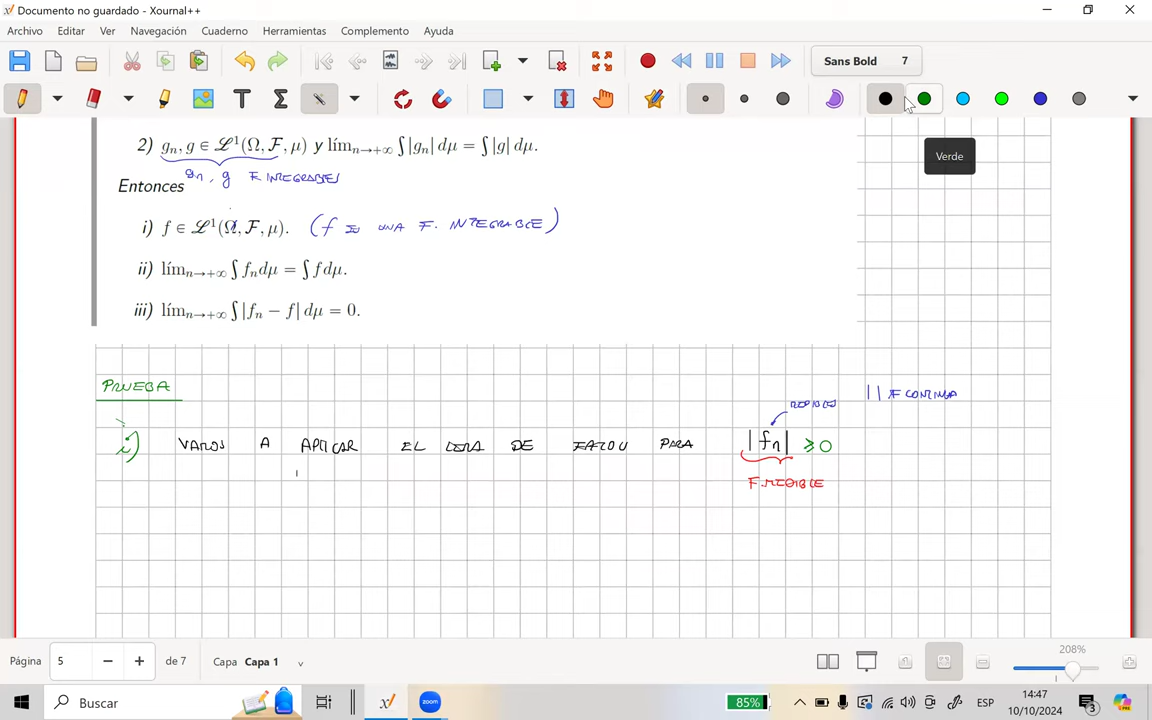 Documento no guardado - Xournal++
Archivo Editar Ver Navegación Cuaderno Herramientas Complemento Ayuda
Sans Bold 7
Verde
2) gₙ, g ∈ ℒ¹(Ω, ℱ, μ) y límₙ→+∞ ∫ |gₙ| dμ = ∫ |g| dμ.
gₙ, g F. INTEGRABLES
Entonces
i) f ∈ ℒ¹(Ω, ℱ, μ). (f ES UNA F. INTEGRABLE)
ii) límₙ→+∞ ∫ fₙdμ = ∫ fdμ.
iii) límₙ→+∞ ∫ |fₙ − f| dμ = 0.
PRUEBA
MEDIBLES
| | F CONTINUA
i) VAMOS A APLICAR EL LEMA DE FATOU PARA |fₙ| ⩾ 0
F. MEDIBLE
Página 5 de 7 Capa Capa 1
208%
Buscar
zoom
85%
ESP
14:47
10/10/2024
3